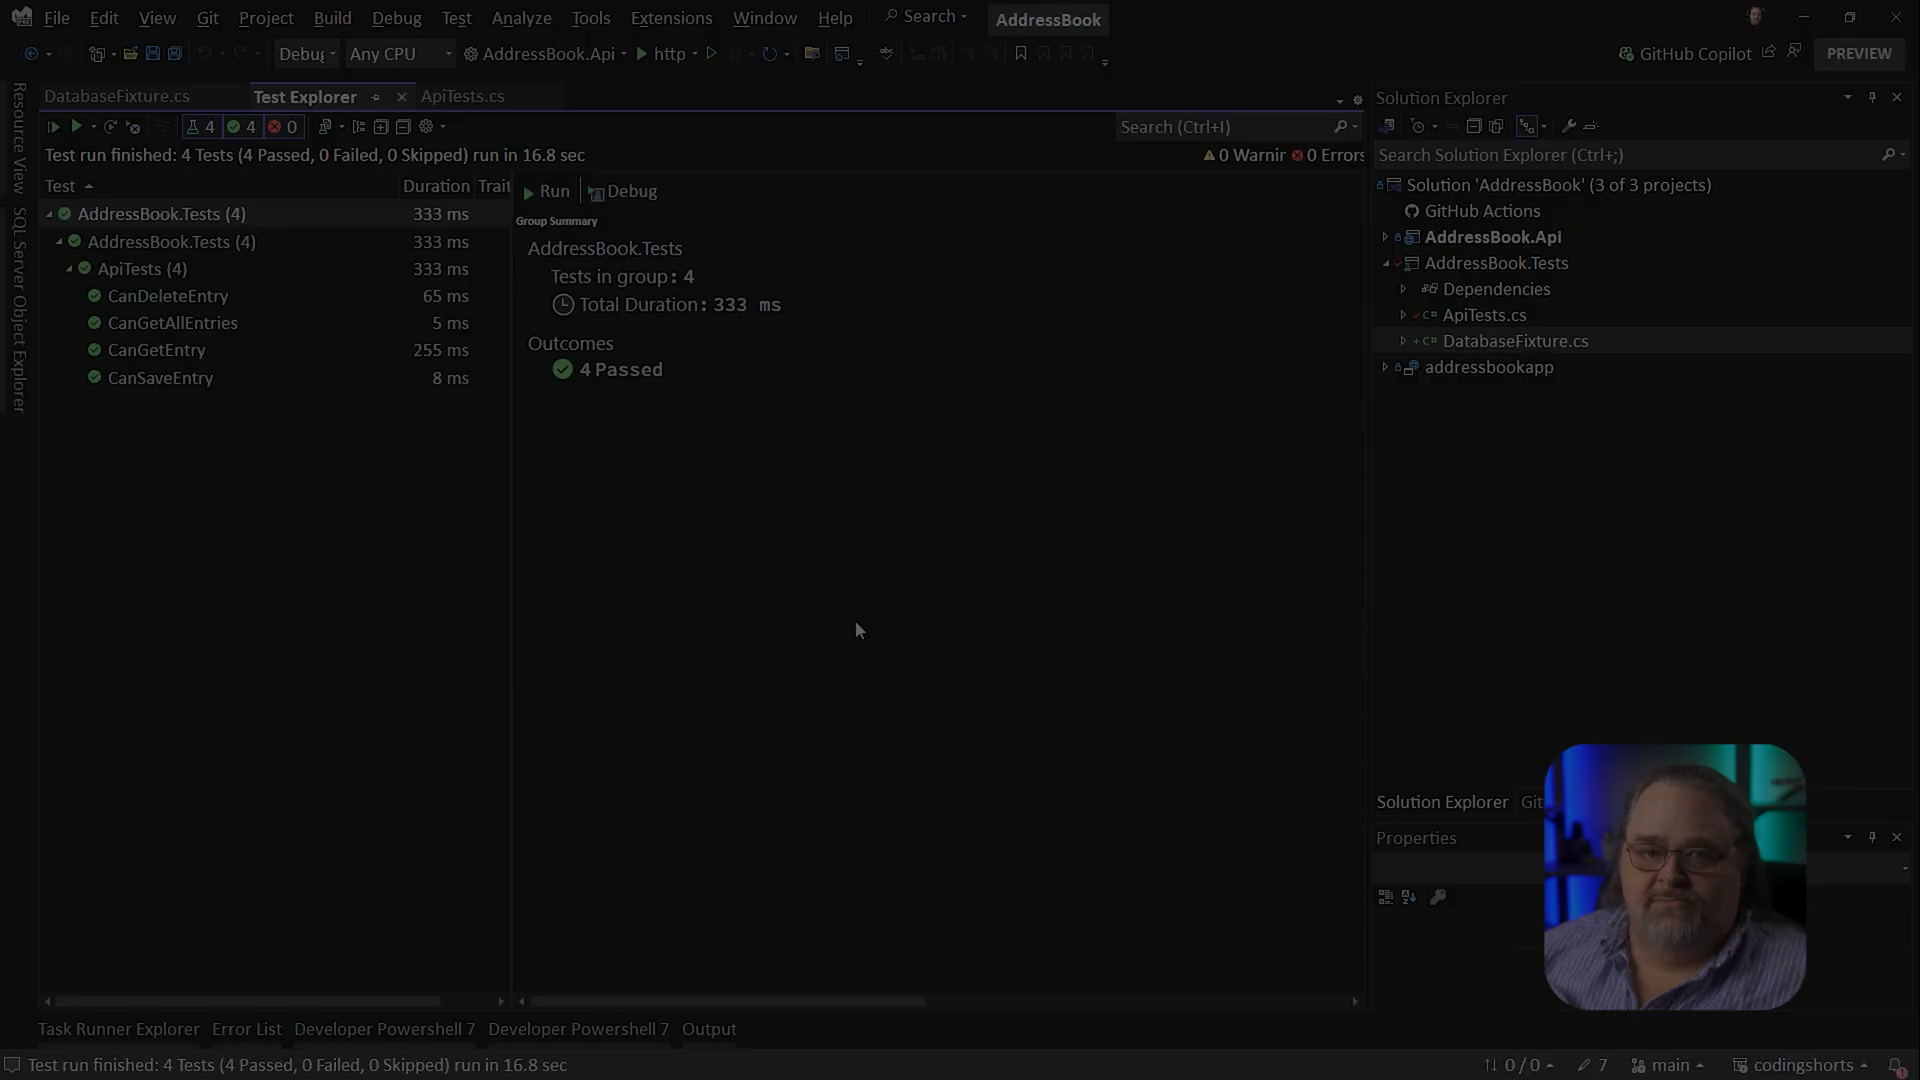 File Edit View Git Project Build Debug Test Analyze Tools Extensions Window Help Search AddressBook
Debug Any CPU AddressBook.Api http GitHub Copilot PREVIEW
Resource View
SQL Server Object Explorer
DatabaseFixture.cs Test Explorer ApiTests.cs
4 4 0 Search (Ctrl+I)
Test run finished: 4 Tests (4 Passed, 0 Failed, 0 Skipped) run in 16.8 sec 0 Warnir 0 Errors
Test Duration Trait
AddressBook.Tests (4) 333 ms
AddressBook.Tests (4) 333 ms
ApiTests (4) 333 ms
CanDeleteEntry 65 ms
CanGetAllEntries 5 ms
CanGetEntry 255 ms
CanSaveEntry 8 ms
Run Debug
Group Summary
AddressBook.Tests
Tests in group: 4
Total Duration: 333 ms
Outcomes
4 Passed
Solution Explorer
Search Solution Explorer (Ctrl+;)
Solution 'AddressBook' (3 of 3 projects)
GitHub Actions
AddressBook.Api
AddressBook.Tests
Dependencies
C# ApiTests.cs
C# DatabaseFixture.cs
addressbookapp
Solution Explorer Git
Properties
Task Runner Explorer Error List Developer Powershell 7 Developer Powershell 7 Output
Test run finished: 4 Tests (4 Passed, 0 Failed, 0 Skipped) run in 16.8 sec 0 / 0 7 main codingshorts